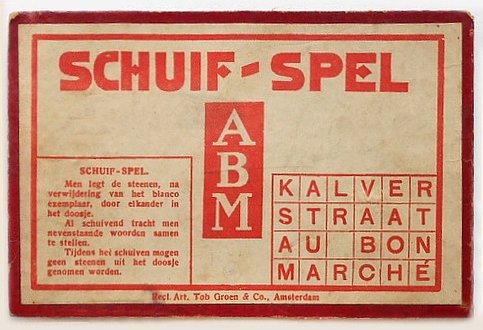 SCHUIF-SPEL
A
B
M
SCHUIF-SPEL.
Men legt de steenen, na
verwijdering van het blanco
exemplaar, door elkander in
het doosje.
Al schuivend tracht men
nevenstaande woorden samen
te stellen.
Tijdens het schuiven mogen
geen steenen uit het doosje
genomen worden.
KALVER
STRAAT
AU BON
MARCHÉ
Recl. Art. Tob Groen & Co., Amsterdam